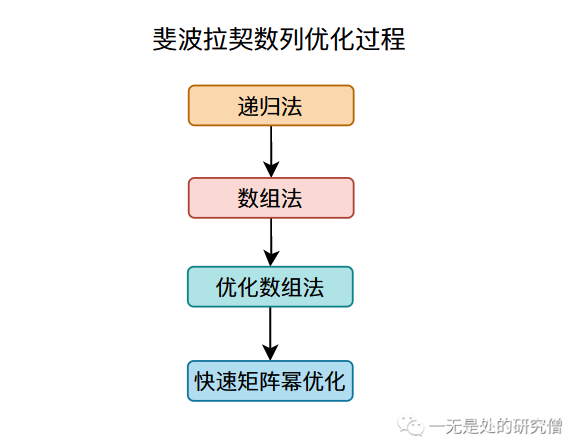 斐波拉契数列优化过程
递归法
数组法
优化数组法
快速矩阵幂优化
一无是处的研究僧